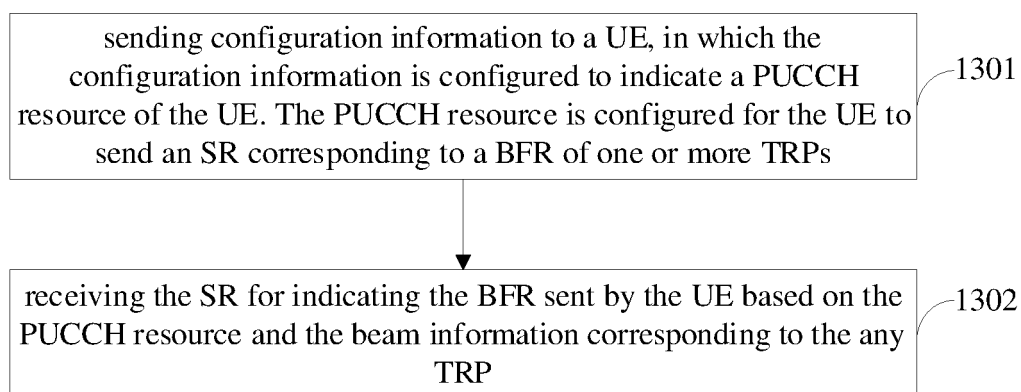 sending configuration information to a UE, in which the
configuration information is configured to indicate a PUCCH
resource of the UE. The PUCCH resource is configured for the UE to
send an SR corresponding to a BFR of one or more TRPs
1301
receiving the SR for indicating the BFR sent by the UE based on the
PUCCH resource and the beam information corresponding to the any
TRP
1302